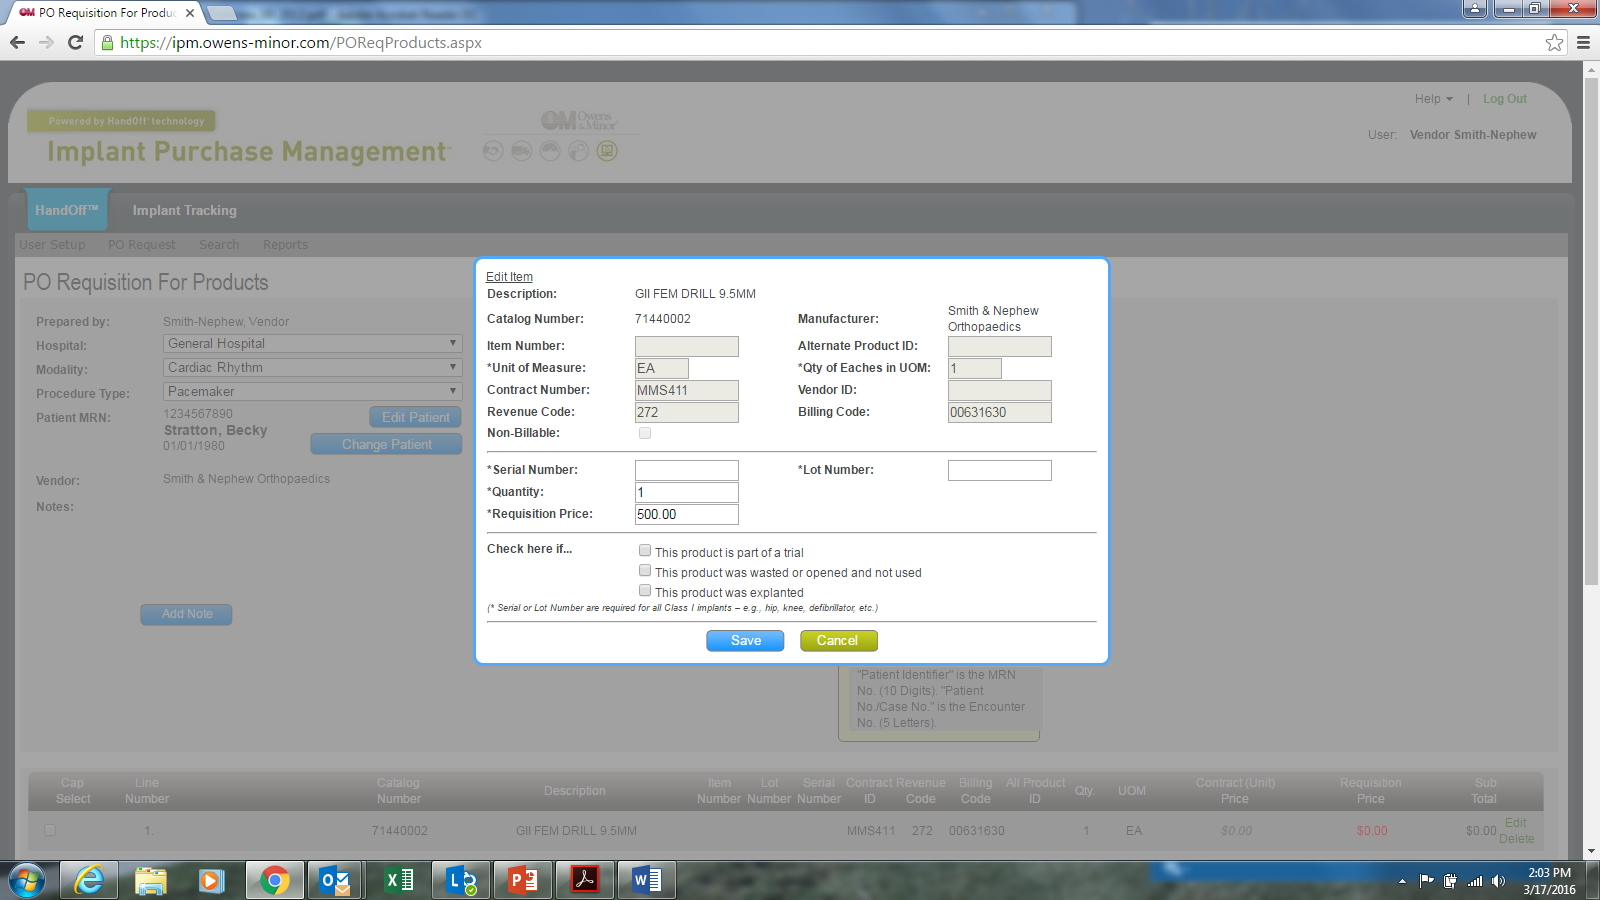 PO Requisition For Produc
https://ipm.owens-minor.com/POReqProducts.aspx
Help | Log Out
Powered by HandOff™ technology
OM Owens & Minor
Implant Purchase Management™
User: Vendor Smith-Nephew
HandOff™ Implant Tracking
User Setup PO Request Search Reports
PO Requisition For Products
Prepared by: Smith-Nephew, Vendor
Hospital: General Hospital
Modality: Cardiac Rhythm
Procedure Type: Pacemaker
Patient MRN: 1234567890
Edit Patient
Stratton, Becky
01/01/1980
Change Patient
Vendor: Smith & Nephew Orthopaedics
Notes:
Add Note
Edit Item
Description: GII FEM DRILL 9.5MM
Catalog Number: 71440002 Manufacturer: Smith & Nephew
Orthopaedics
Item Number: Alternate Product ID:
*Unit of Measure: EA *Qty of Eaches in UOM: 1
Contract Number: MMS411 Vendor ID:
Revenue Code: 272 Billing Code: 00631630
Non-Billable:
*Serial Number: *Lot Number:
*Quantity: 1
*Requisition Price: 500.00
Check here if... This product is part of a trial
This product was wasted or opened and not used
This product was explanted
(* Serial or Lot Number are required for all Class I implants – e.g., hip, knee, defibrillator, etc.)
Save Cancel
"Patient Identifier" is the MRN
No. (10 Digits). "Patient
No./Case No." is the Encounter
No. (5 Letters).
Cap Select Line Number Catalog Number Description Item Number Lot Number Serial Number Contract ID Revenue Code Billing Code All Product ID Qty. UOM Contract (Unit) Price Requisition Price Sub Total
1. 71440002 GII FEM DRILL 9.5MM MMS411 272 00631630 1 EA $0.00 $0.00 $0.00 Edit
Delete
2:03 PM
3/17/2016